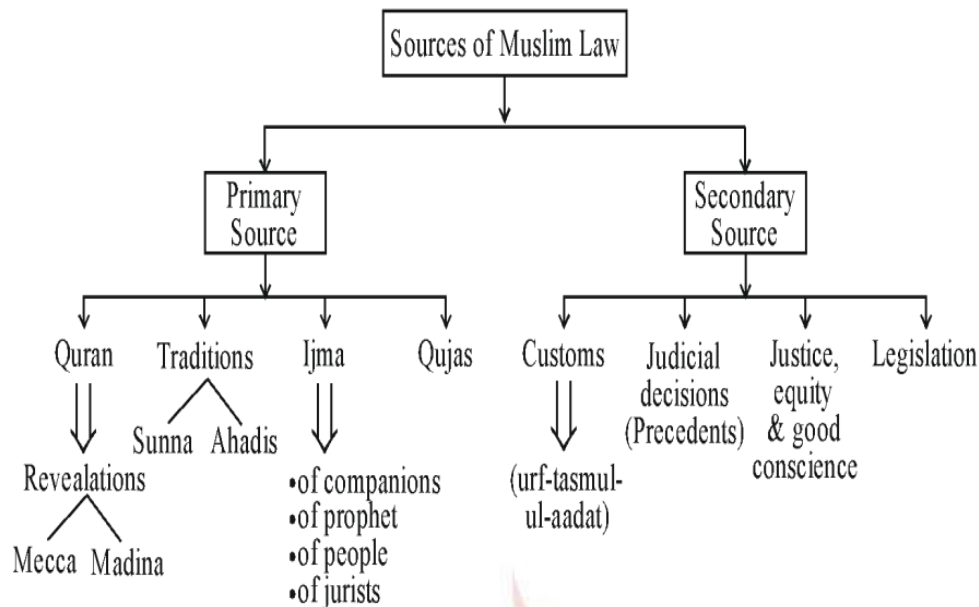 Sources of Muslim Law
Primary
Source
Secondary
Source
Quran
Traditions
Ijma
Qujas
Customs
Judicial
decisions
(Precedents)
Justice,
equity
& good
conscience
Legislation
Sunna
Ahadis
Revealations
Mecca
Madina
•of companions
•of prophet
•of people
•of jurists
(urf-tasmul-
ul-aadat)